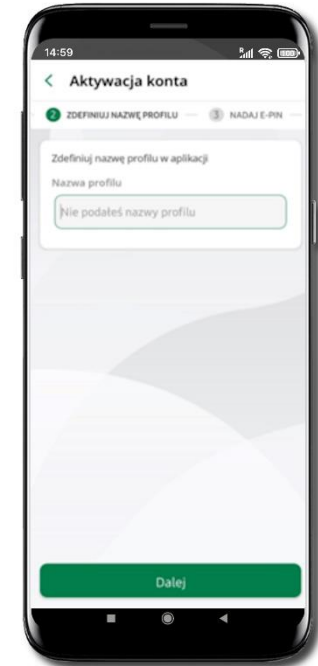 14:59
Aktywacja konta
2 ZDEFINIUJ NAZWĘ PROFILU 3 NADAJ E-PIN
Zdefiniuj nazwę profilu w aplikacji
Nazwa profilu
Nie podałeś nazwy profilu
Dalej